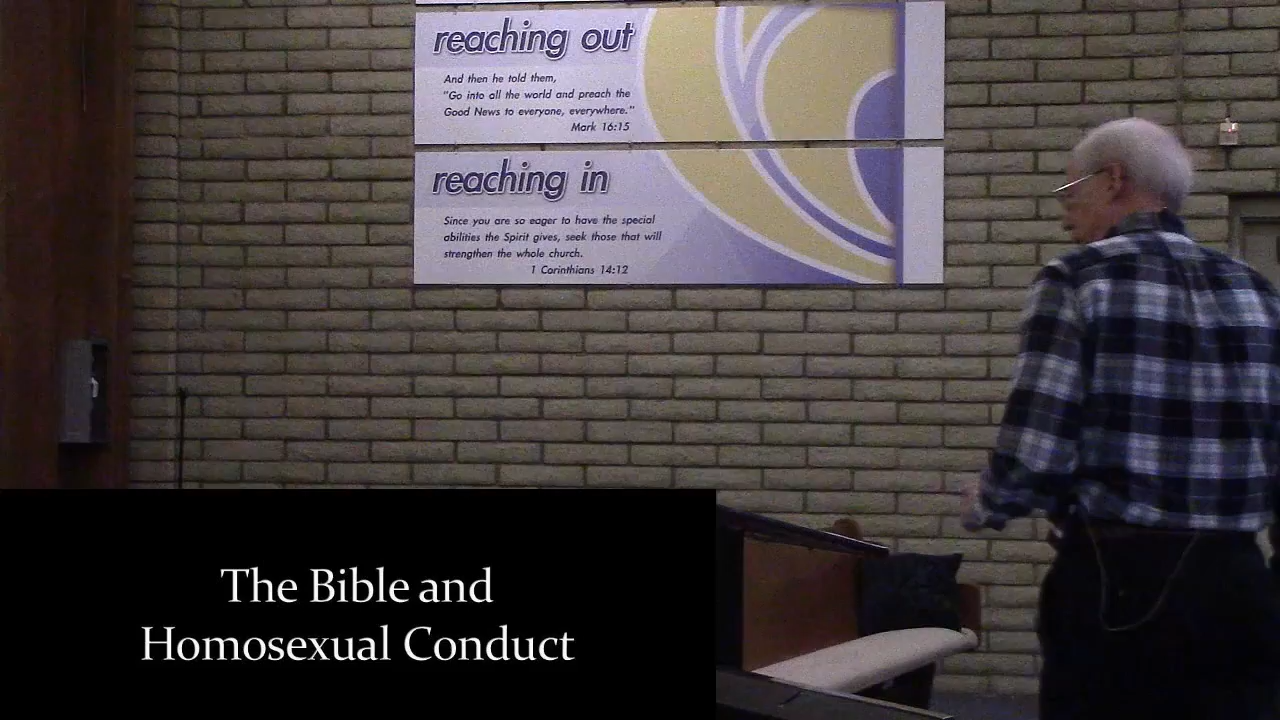 reaching out
And then he told them,
"Go into all the world and preach the
Good News to everyone, everywhere."
Mark 16:15
reaching in
Since you are so eager to have the special
abilities the Spirit gives, seek those that will
strengthen the whole church.
1 Corinthians 14:12
The Bible and
Homosexual Conduct